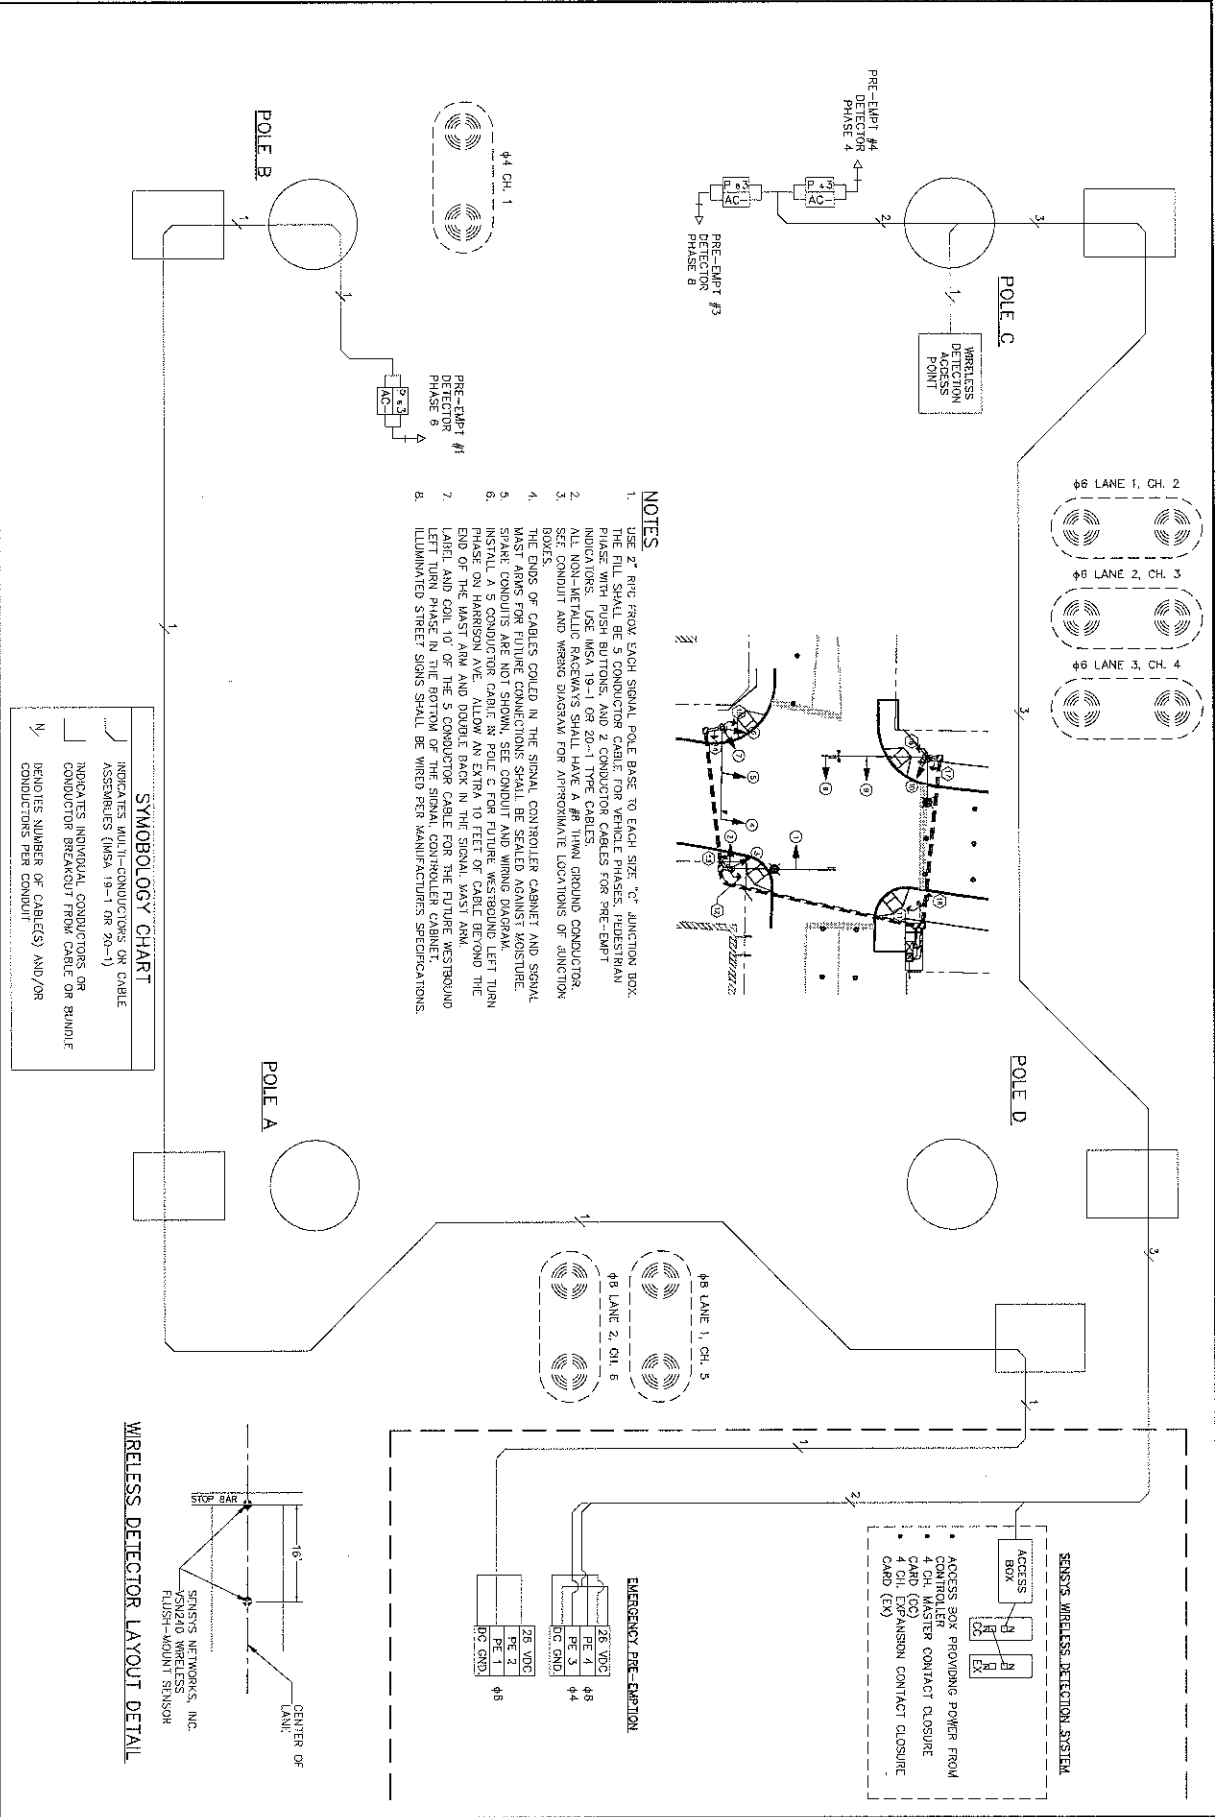 PRE-EMPT #4
DETECTOR
PHASE 4
PRE-EMPT #3
DETECTOR
PHASE 8
AC-
AC-
2
3
1
POLE C
WIRELESS
DETECTION
ACCESS
POINT
ϕ6 LANE 1, CH. 2
ϕ6 LANE 2, CH. 3
ϕ6 LANE 3, CH. 4
3
POLE D
3
ϕ4 CH. 1
POLE B
1
1
PRE-EMPT #1
DETECTOR
PHASE 6
AC-
1
NOTES
1. USE 2" RPC FROM EACH SIGNAL POLE BASE TO EACH SIZE "C" JUNCTION BOX.
THE FILL SHALL BE 5 CONDUCTOR CABLE FOR VEHICLE PHASES, PEDESTRIAN
PHASE WITH PUSH BUTTONS, AND 2 CONDUCTOR CABLES FOR PRE-EMPT
INDICATORS. USE IMSA 19-1 OR 20-1 TYPE CABLES.
2. ALL NON-METALLIC RACEWAYS SHALL HAVE A #8 THWN GROUND CONDUCTOR.
3. SEE CONDUIT AND WIRING DIAGRAM FOR APPROXIMATE LOCATIONS OF JUNCTION
BOXES.
4. THE ENDS OF CABLES COILED IN THE SIGNAL CONTROLLER CABINET AND SIGNAL
MAST ARMS FOR FUTURE CONNECTIONS SHALL BE SEALED AGAINST MOISTURE.
5. SPARE CONDUITS ARE NOT SHOWN, SEE CONDUIT AND WIRING DIAGRAM.
6. INSTALL A 5 CONDUCTOR CABLE IN POLE C FOR FUTURE WESTBOUND LEFT TURN
PHASE ON HARRISON AVE. ALLOW AN EXTRA 10 FEET OF CABLE BEYOND THE
END OF THE MAST ARM AND DOUBLE BACK IN THE SIGNAL MAST ARM.
7. LABEL AND COIL 10' OF THE 5 CONDUCTOR CABLE FOR THE FUTURE WESTBOUND
LEFT TURN PHASE IN THE BOTTOM OF THE SIGNAL CONTROLLER CABINET.
8. ILLUMINATED STREET SIGNS SHALL BE WIRED PER MANUFACTURES SPECIFICATIONS.
SYMOBOLOGY CHART
INDICATES MULTI-CONDUCTORS OR CABLE
ASSEMBLIES (IMSA 19-1 OR 20-1)
INDICATES INDIVIDUAL CONDUCTORS OR
CONDUCTOR BREAKOUT FROM CABLE OR BUNDLE
N
DENOTES NUMBER OF CABLE(S) AND/OR
CONDUCTORS PER CONDUIT
POLE A
1
ϕ8 LANE 1, CH. 5
ϕ8 LANE 2, CH. 6
1
1
2
SENSYS WIRELESS DETECTION SYSTEM
ACCESS
BOX
CC
EX
• ACCESS BOX PROVIDING POWER FROM
CONTROLLER
• 4 CH. MASTER CONTACT CLOSURE
CARD (CC)
• 4 CH. EXPANSION CONTACT CLOSURE
CARD (EX)
EMERGENCY PRE-EMPTION
26 VDC
PE 4 ϕ8
PE 3 ϕ4
DC GND.
26 VDC
PE 2
PE 1 ϕ6
DC GND.
STOP BAR
16'
CENTER OF
LANE
SENSYS NETWORKS, INC.
VSN240 WIRELESS
FLUSH-MOUNT SENSOR
WIRELESS DETECTOR LAYOUT DETAIL